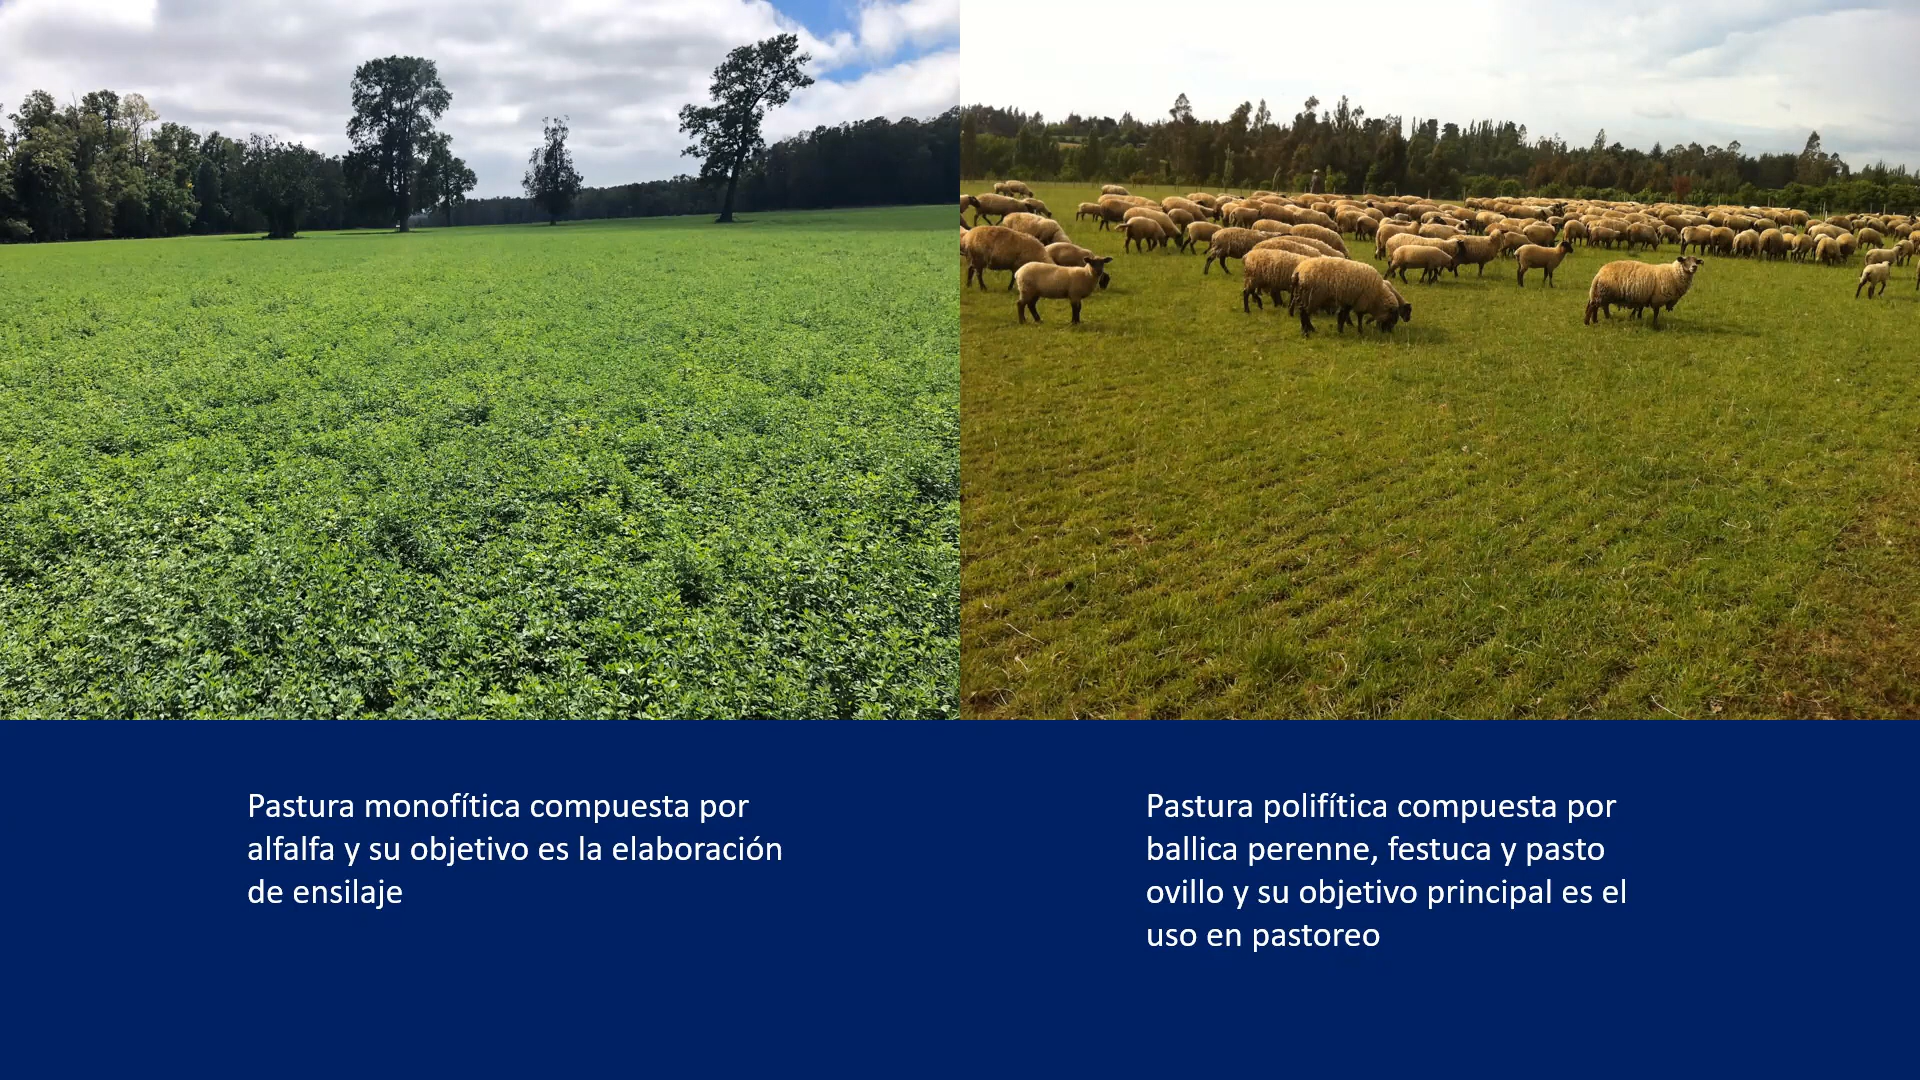 Pastura monofítica compuesta por
alfalfa y su objetivo es la elaboración
de ensilaje
Pastura polifítica compuesta por
ballica perenne, festuca y pasto
ovillo y su objetivo principal es el
uso en pastoreo